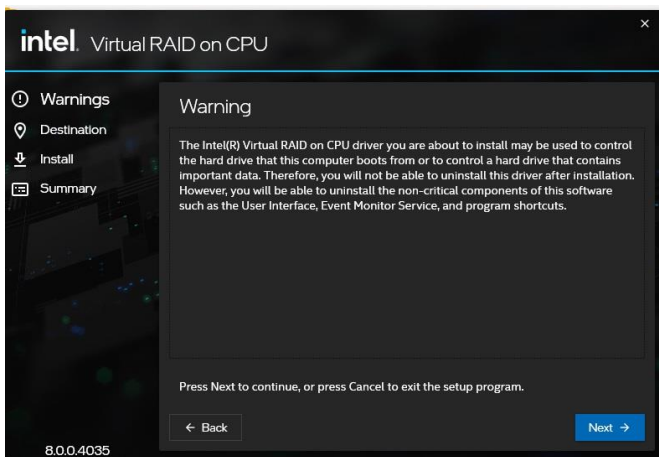 intel. Virtual RAID on CPU
Warnings
Destination
Install
Summary
Warning
The Intel(R) Virtual RAID on CPU driver you are about to install may be used to control
the hard drive that this computer boots from or to control a hard drive that contains
important data. Therefore, you will not be able to uninstall this driver after installation.
However, you will be able to uninstall the non-critical components of this software
such as the User Interface, Event Monitor Service, and program shortcuts.
Press Next to continue, or press Cancel to exit the setup program.
Back
Next
8.0.0.4035